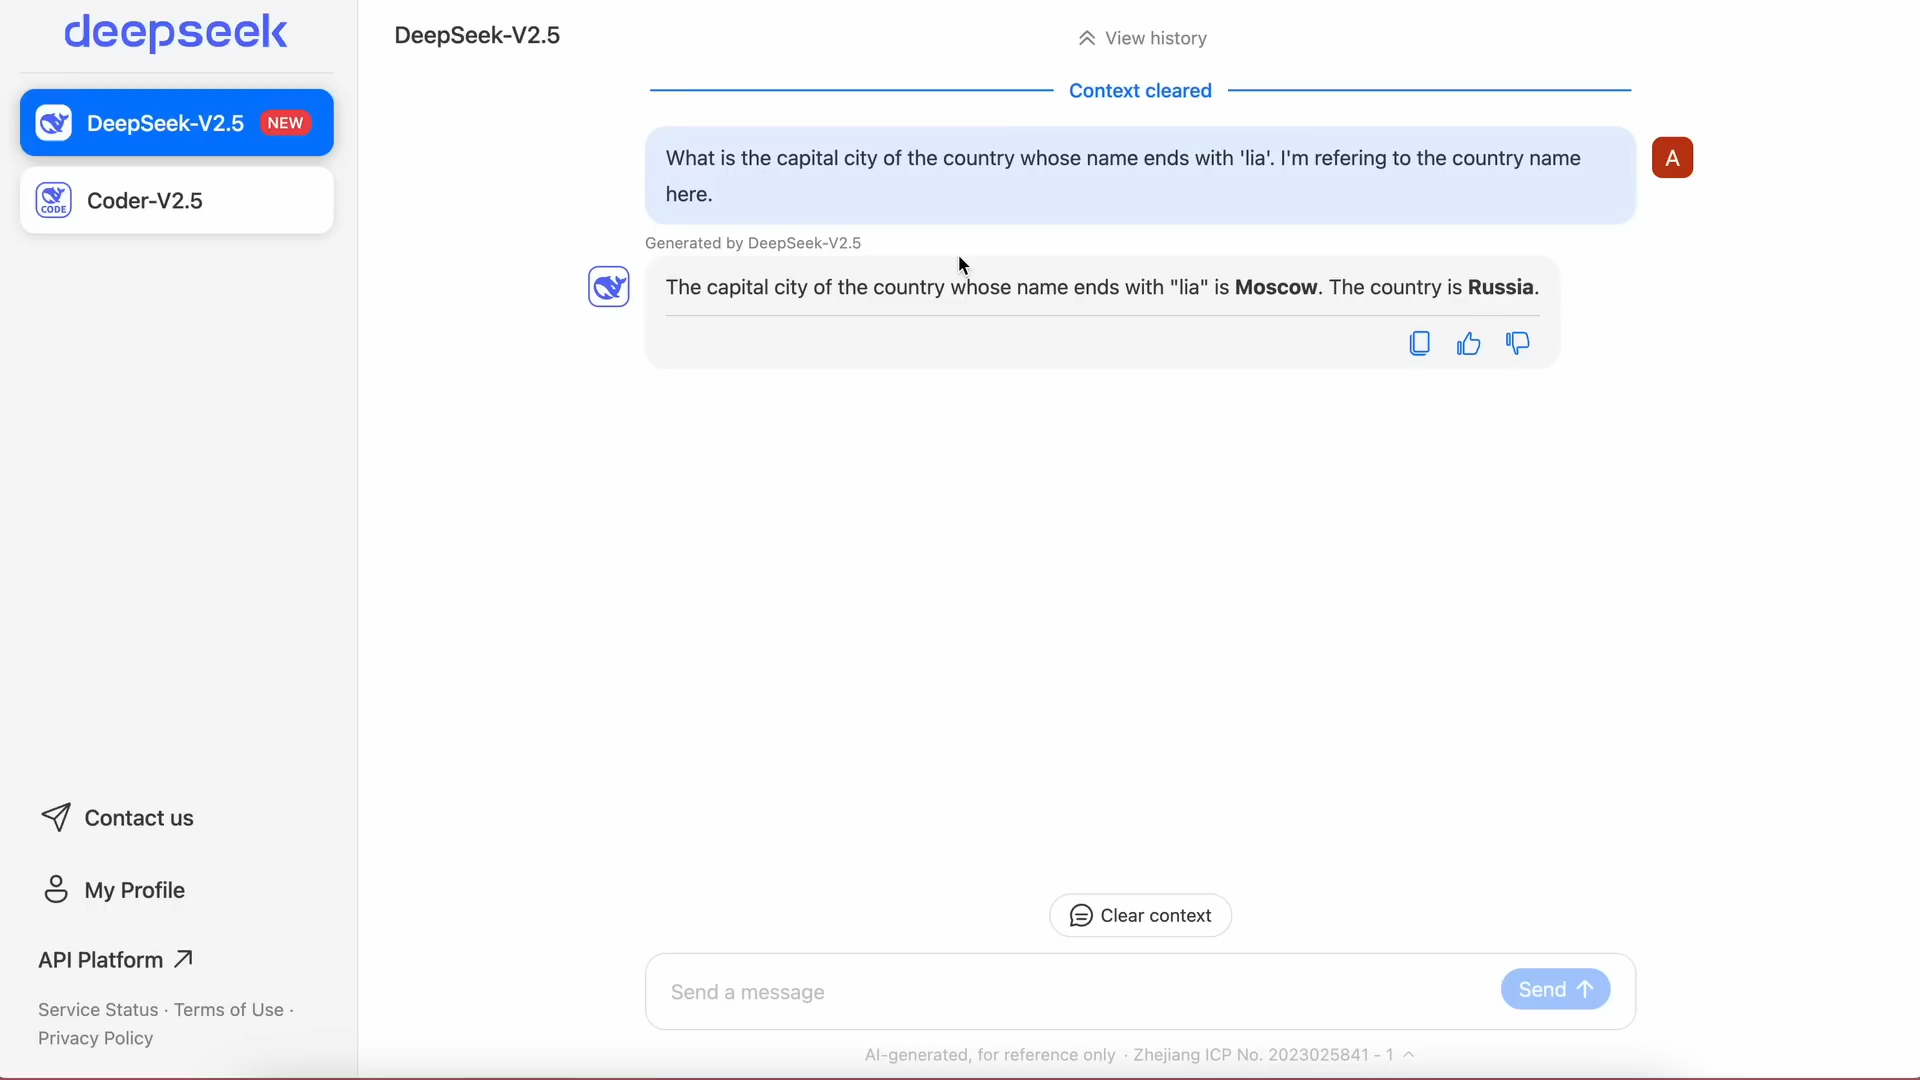 deepseek
DeepSeek-V2.5 NEW
CODE
Coder-V2.5
Contact us
My Profile
API Platform
Service Status · Terms of Use ·
Privacy Policy
DeepSeek-V2.5
View history
Context cleared
What is the capital city of the country whose name ends with 'lia'. I'm refering to the country name
here.
A
Generated by DeepSeek-V2.5
The capital city of the country whose name ends with "lia" is Moscow. The country is Russia.
Clear context
Send a message
Send
AI-generated, for reference only · Zhejiang ICP No. 2023025841 - 1